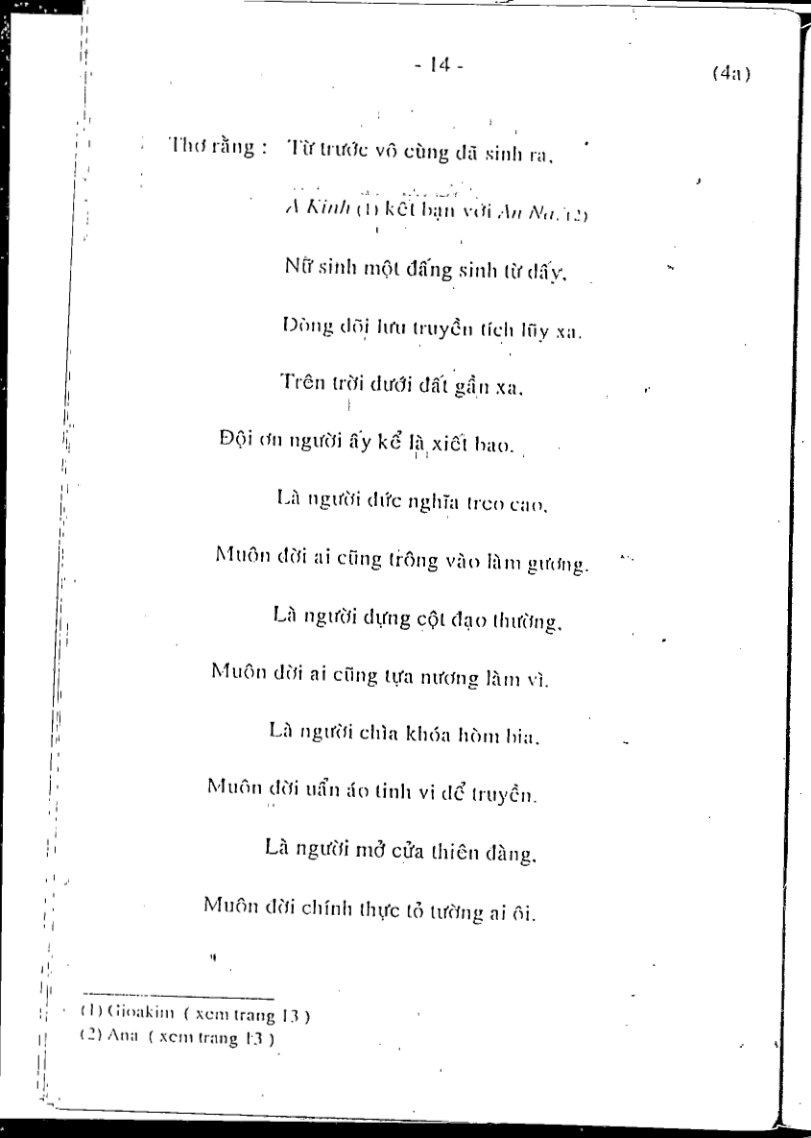 - 14 -
(4a)
Thơ rằng : Từ trước vô cùng đã sinh ra,
A Kinh (1) kết bạn với An Na. (2)
Nữ sinh một đấng sinh từ đấy,
Dòng dõi lưu truyền tích lũy xa.
Trên trời dưới đất gần xa,
Đội ơn người ấy kể là xiết bao.
Là người đức nghĩa treo cao,
Muôn đời ai cũng trông vào làm gương.
Là người dựng cột đạo thường,
Muôn đời ai cũng tựa nương làm vì.
Là người chìa khóa hòm bia,
Muôn đời uẩn áo tinh vi để truyền.
Là người mở cửa thiên đàng,
Muôn đời chính thực tỏ tường ai ôi.
(1) Gioakim ( xem trang 13 )
(2) Ana ( xem trang 13 )